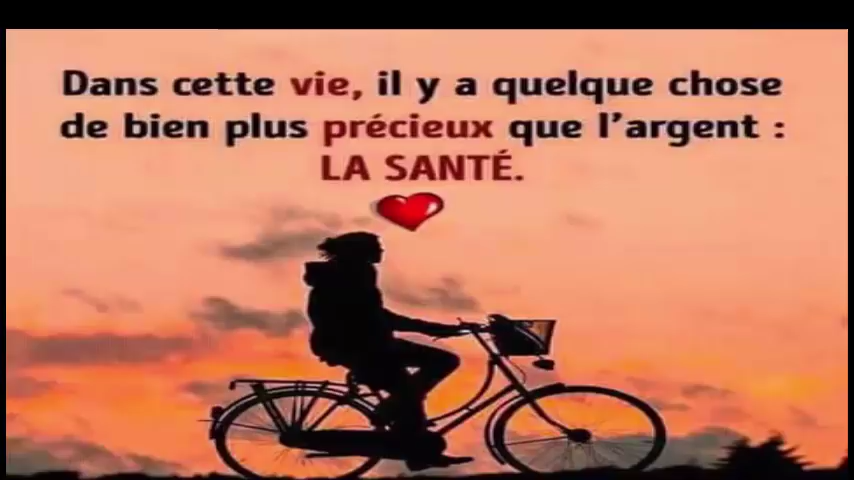 Dans cette vie, il y a quelque chose
de bien plus précieux que l'argent :
LA SANTÉ.